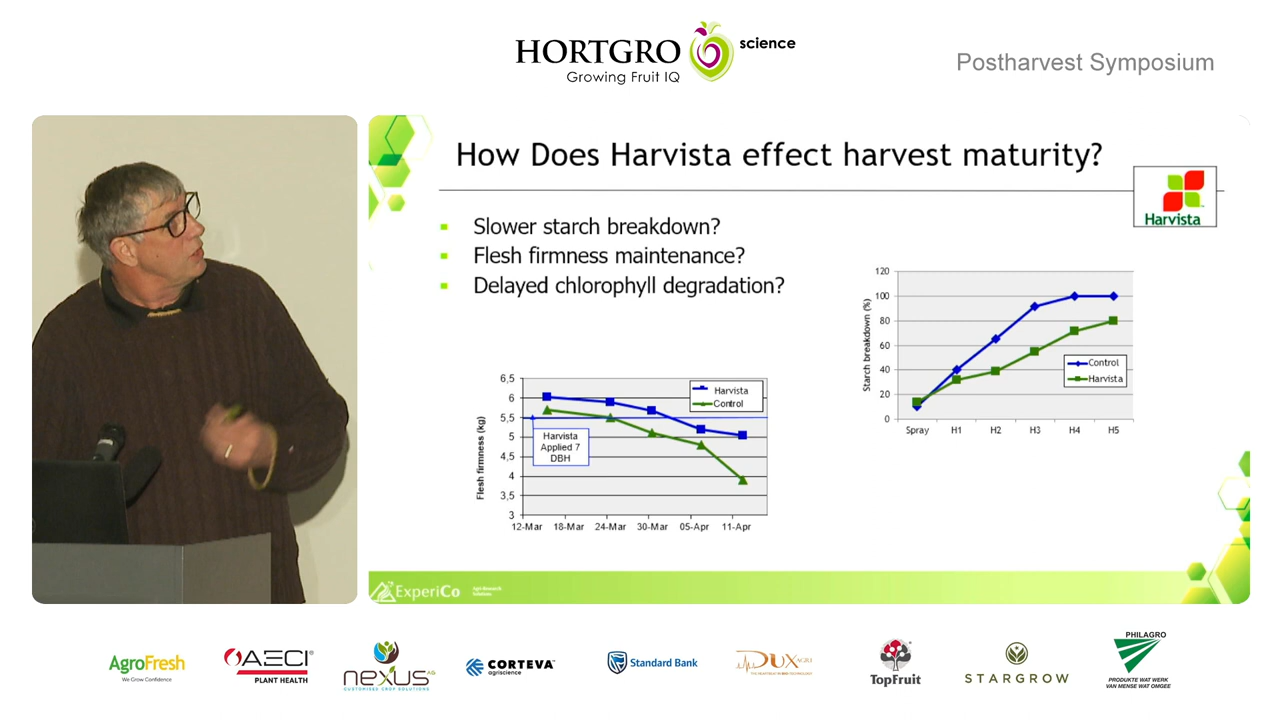 HORTGRO science
Growing Fruit IQ
Postharvest Symposium
How Does Harvista effect harvest maturity?
Harvista
Slower starch breakdown?
Flesh firmness maintenance?
Delayed chlorophyll degradation?
120
100
80
60
40
20
0
Starch breakdown (%)
Control
Harvista
Spray H1 H2 H3 H4 H5
6,5
6
5,5
5
4,5
4
3,5
3
Flesh firmness (kg)
Harvista
Control
Harvista
Applied 7
DBH
12-Mar 18-Mar 24-Mar 30-Mar 05-Apr 11-Apr
ExperiCo
Agri-Research
Solutions
AgroFresh
We Grow Confidence
AECI
PLANT HEALTH
nexus AG
CUSTOMISED CROP SOLUTIONS
CORTEVA
agriscience
Standard Bank
DUX AGRI
TopFruit
STARGROW
PHILAGRO
PRODUKTE WAT WERK
VAN MENSE WAT OMGEE